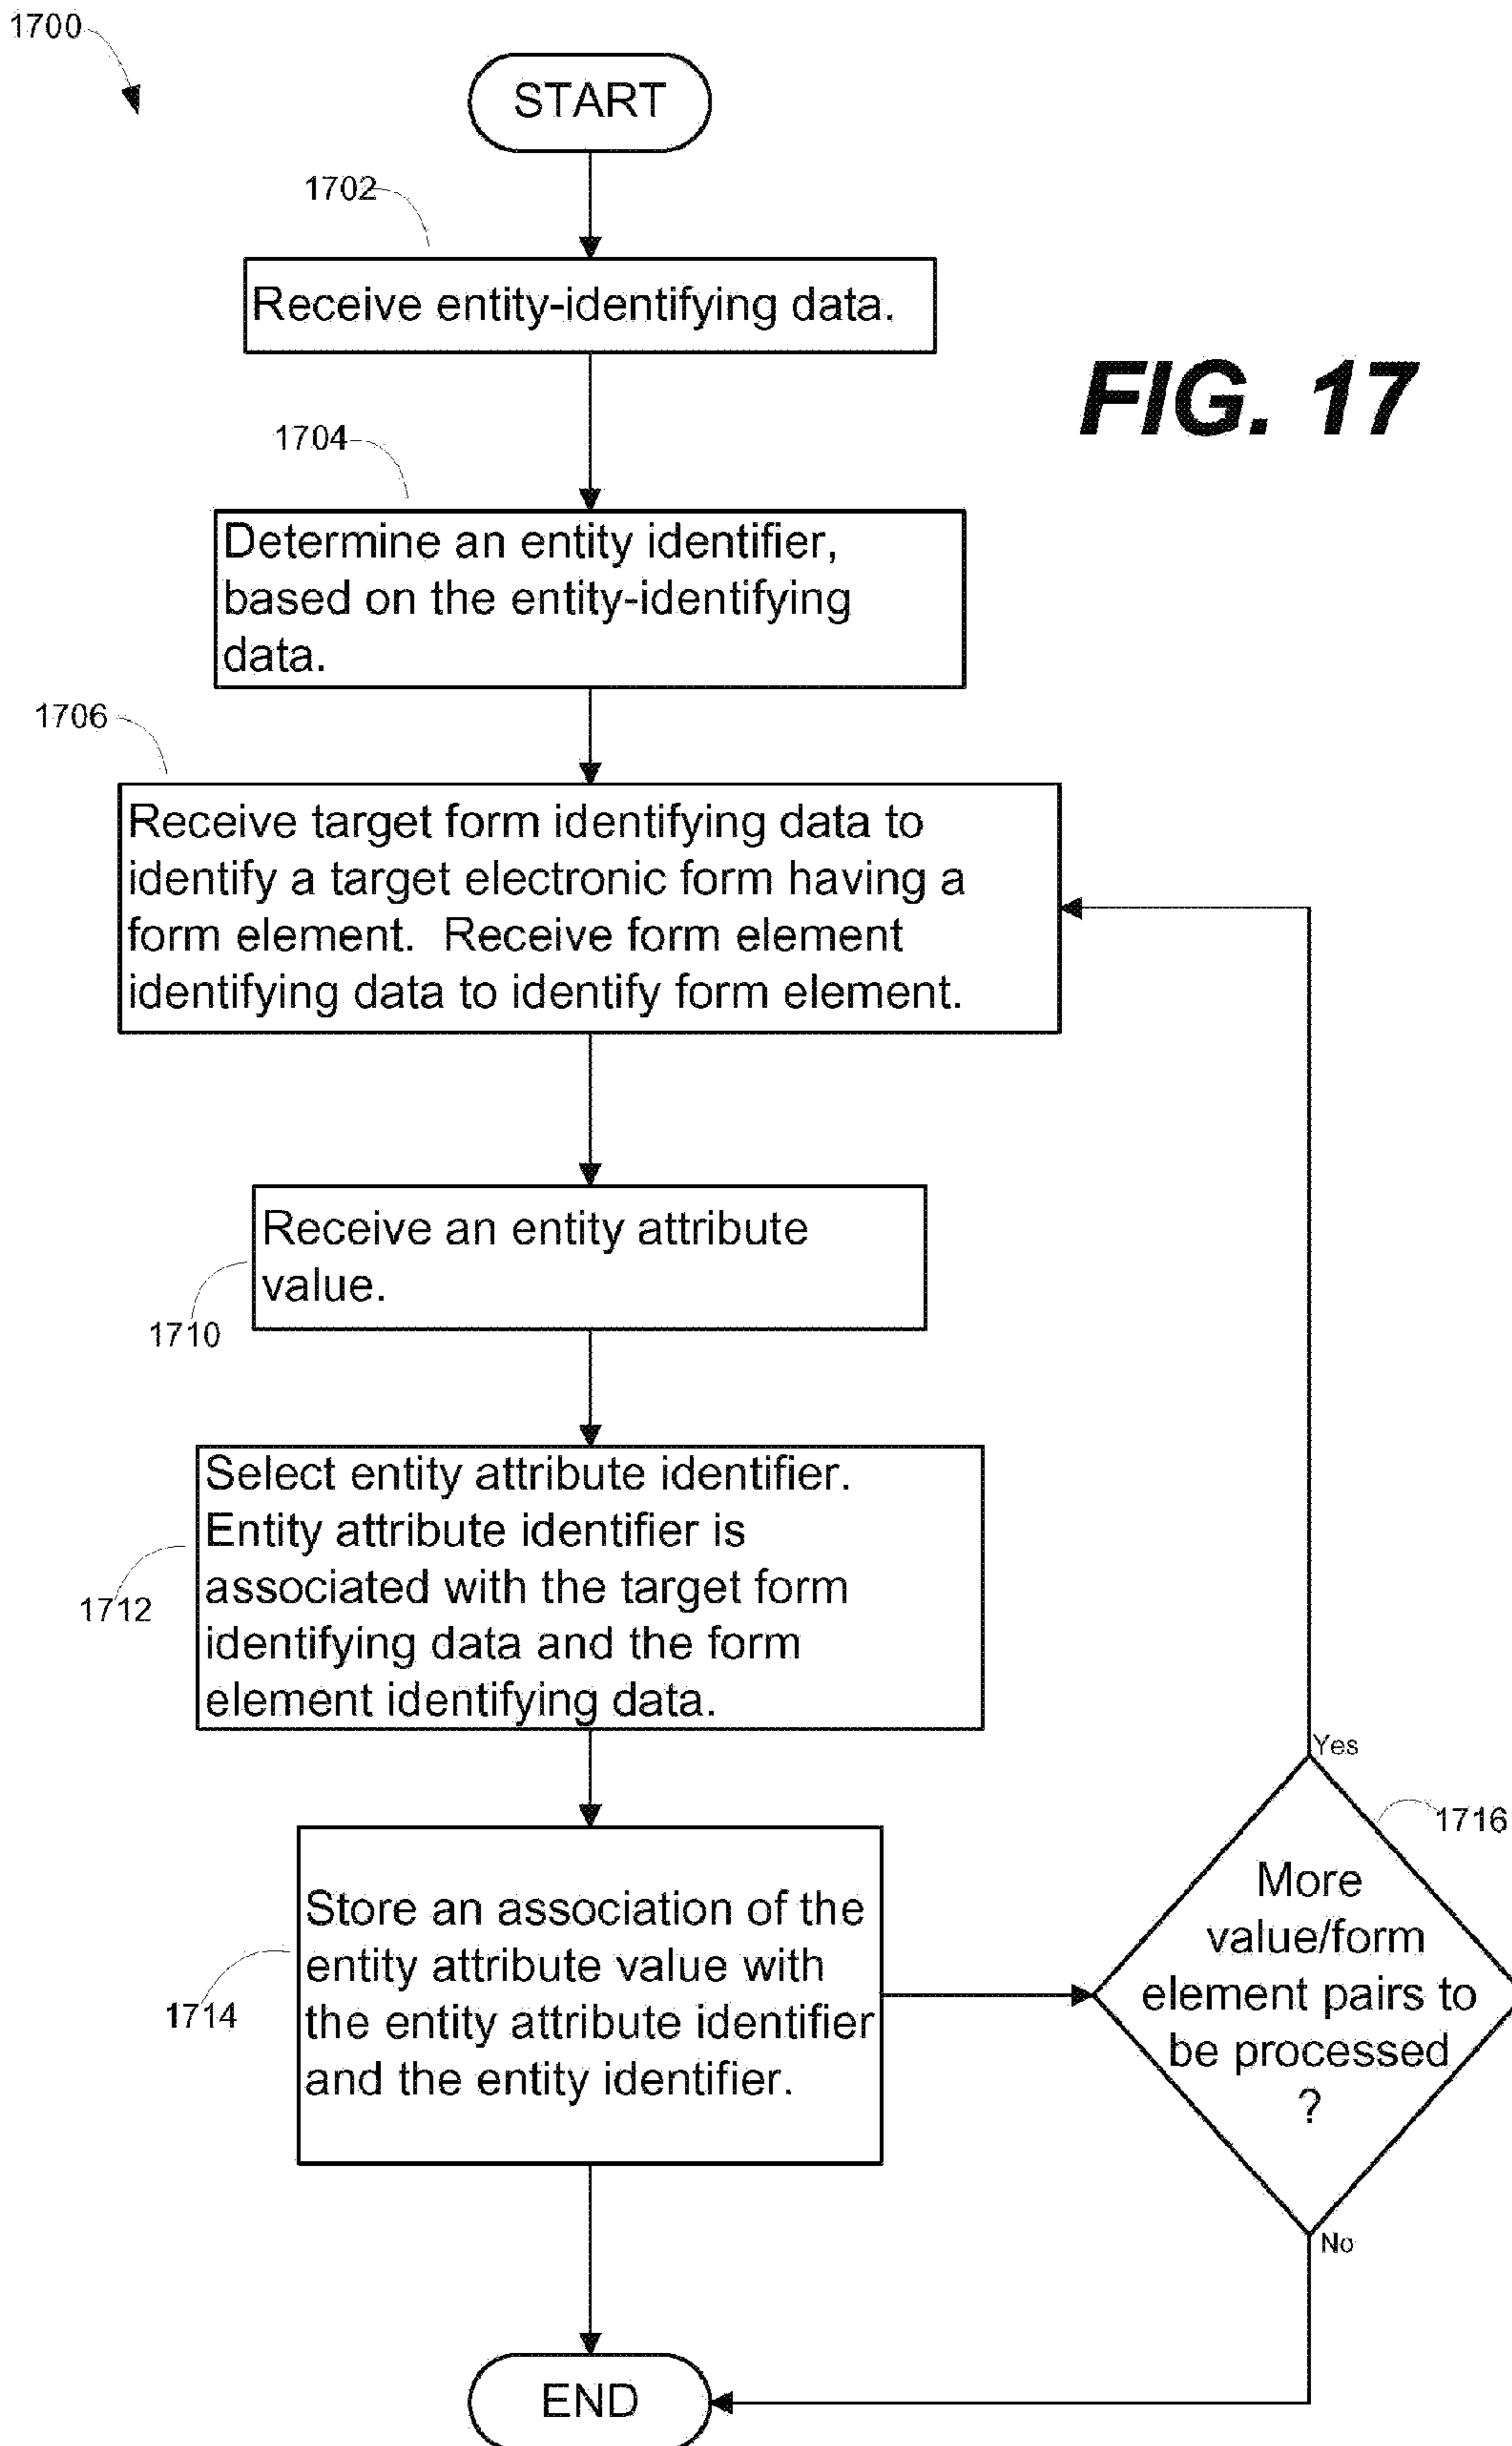 1700
START
1702
Receive entity-identifying data.
FIG. 17
1704
Determine an entity identifier,
based on the entity-identifying
data.
1706
Receive target form identifying data to
identify a target electronic form having a
form element.  Receive form element
identifying data to identify form element.
Receive an entity attribute
value.
1710
Select entity attribute identifier.
Entity attribute identifier is
associated with the target form
identifying data and the form
element identifying data.
1712
Yes
1716
More
value/form
element pairs to
be processed
?
Store an association of the
entity attribute value with
the entity attribute identifier
and the entity identifier.
1714
No
END